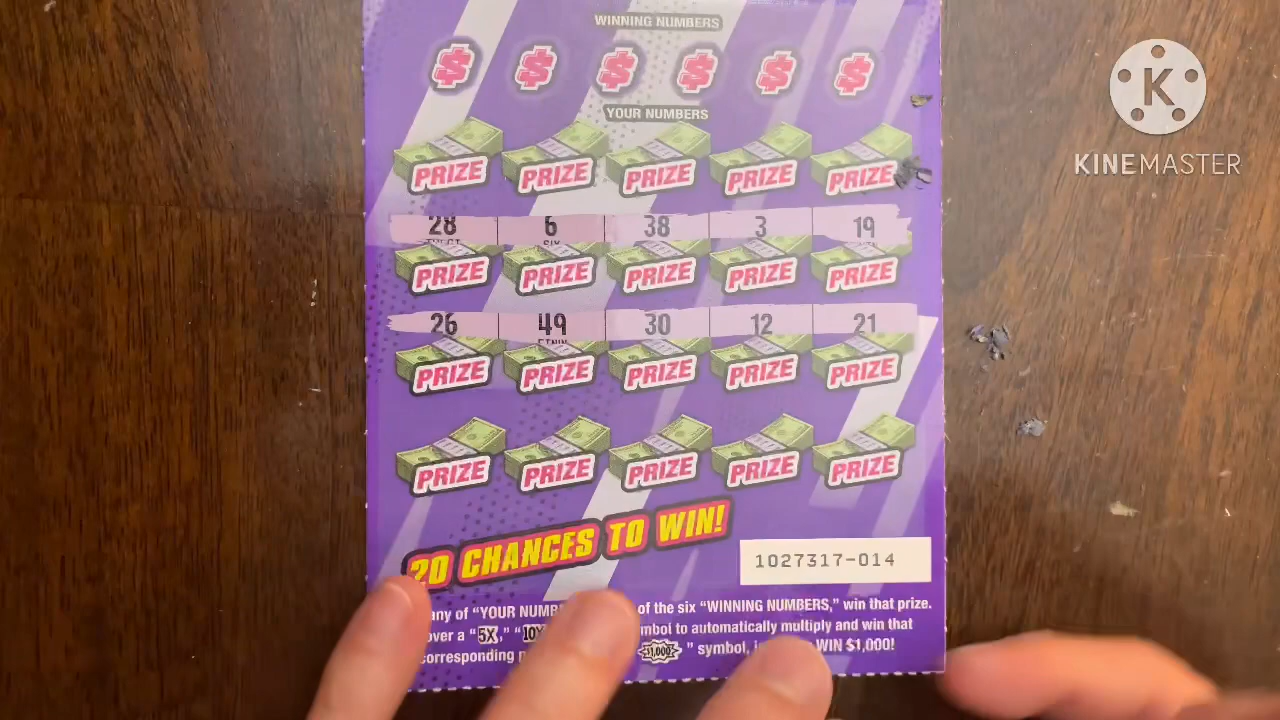 WINNING NUMBERS
$ $ $ $ $ $
YOUR NUMBERS
K
KINEMASTER
PRIZE PRIZE PRIZE PRIZE PRIZE
28 6 38 3 19
SIX
PRIZE PRIZE PRIZE PRIZE PRIZE
26 49 30 12 21
PRIZE PRIZE PRIZE PRIZE PRIZE
PRIZE PRIZE PRIZE PRIZE PRIZE
20 CHANCES TO WIN!
1027317-014
any of "YOUR of the six "WINNING NUMBERS," win that prize.
over a "5X," to automatically multiply and win that
corresponding $1,000 " symbol, WIN $1,000!